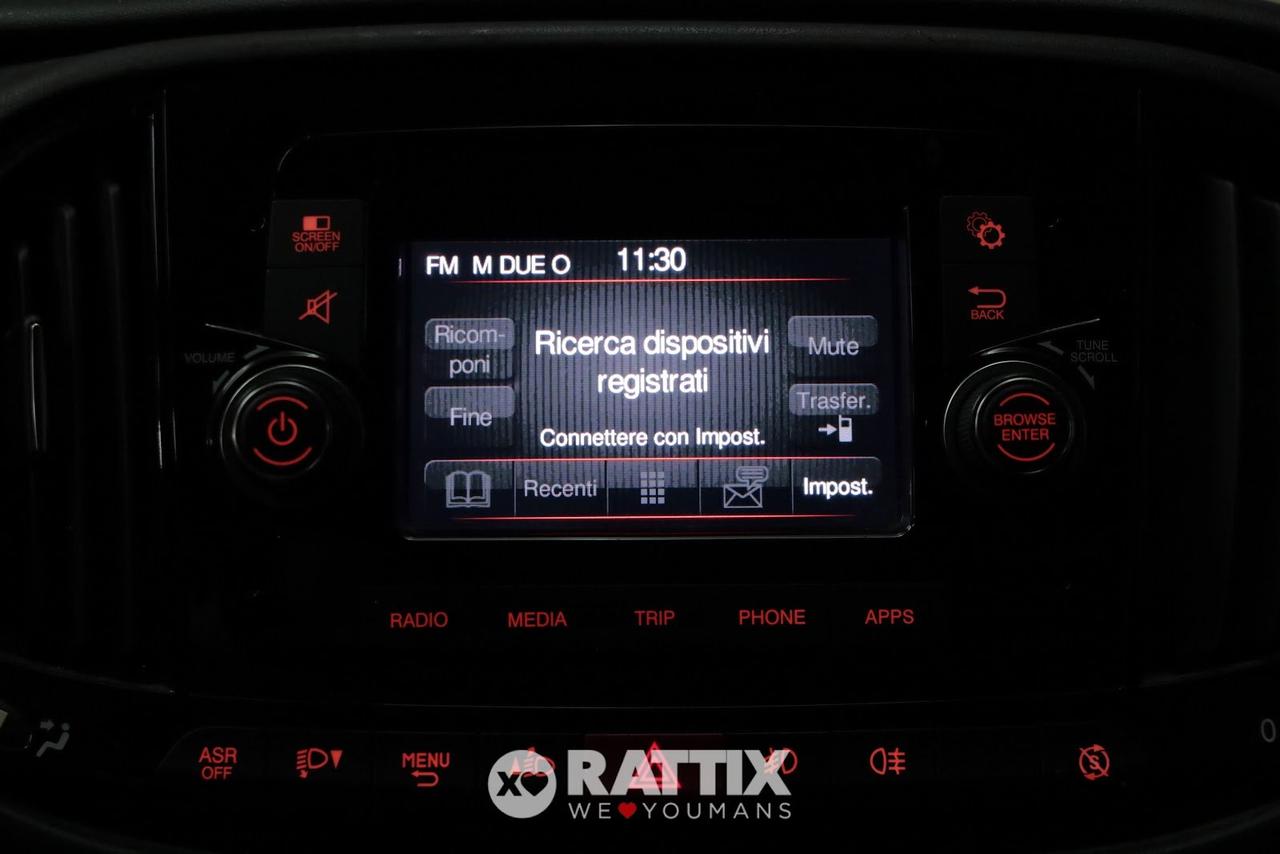 SCREEN
ON/OFF
BACK
VOLUME
TUNE
SCROLL
BROWSE
ENTER
FM M DUE O 11:30
Ricom-
poni
Ricerca dispositivi
registrati
Mute
Fine
Trasfer.
Connettere con Impost.
Recenti
Impost.
RADIO MEDIA TRIP PHONE APPS
ASR
OFF
MENU
0
RATTIX
WE❤YOUMANS